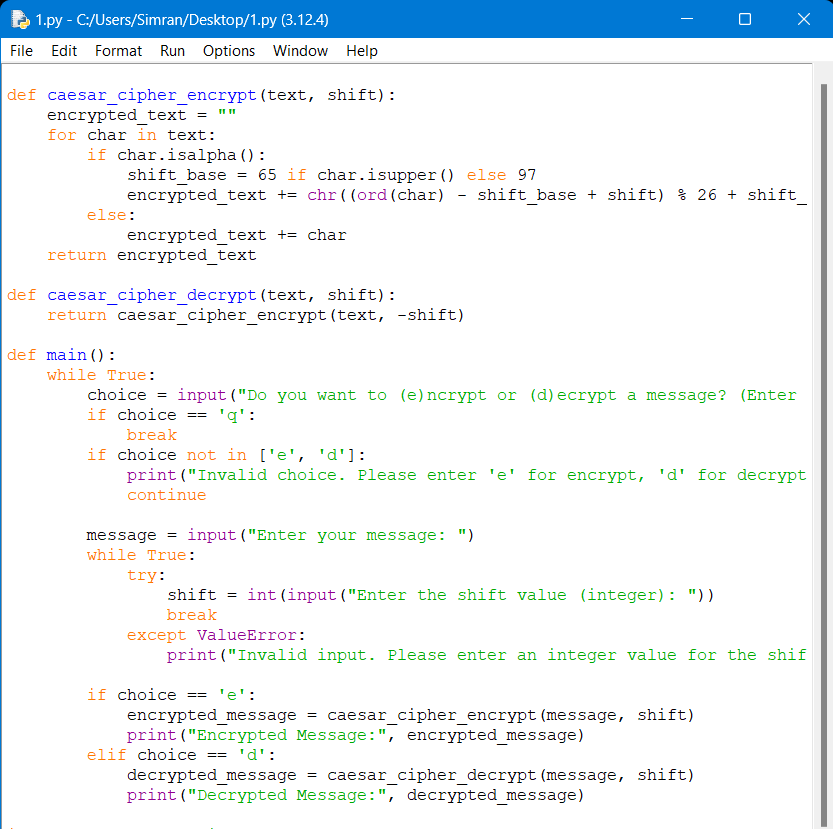 1.py - C:/Users/Simran/Desktop/1.py (3.12.4)
File Edit Format Run Options Window Help
def caesar_cipher_encrypt(text, shift):
    encrypted_text = ""
    for char in text:
        if char.isalpha():
            shift_base = 65 if char.isupper() else 97
            encrypted_text += chr((ord(char) - shift_base + shift) % 26 + shift_
        else:
            encrypted_text += char
    return encrypted_text

def caesar_cipher_decrypt(text, shift):
    return caesar_cipher_encrypt(text, -shift)

def main():
    while True:
        choice = input("Do you want to (e)ncrypt or (d)ecrypt a message? (Enter
        if choice == 'q':
            break
        if choice not in ['e', 'd']:
            print("Invalid choice. Please enter 'e' for encrypt, 'd' for decrypt
            continue

        message = input("Enter your message: ")
        while True:
            try:
                shift = int(input("Enter the shift value (integer): "))
                break
            except ValueError:
                print("Invalid input. Please enter an integer value for the shif

        if choice == 'e':
            encrypted_message = caesar_cipher_encrypt(message, shift)
            print("Encrypted Message:", encrypted_message)
        elif choice == 'd':
            decrypted_message = caesar_cipher_decrypt(message, shift)
            print("Decrypted Message:", decrypted_message)